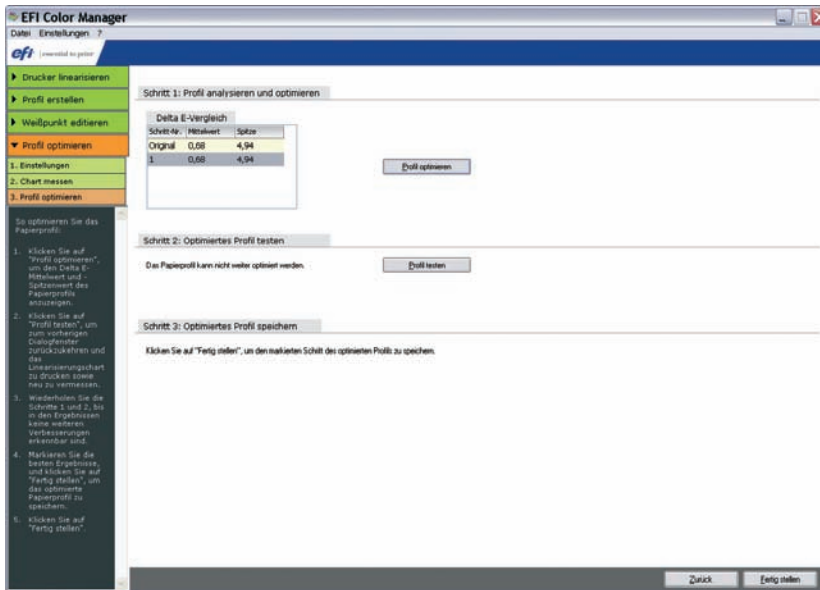 EFI Color Manager
Datei Einstellungen ?
efi essential to print
Drucker linearisieren
Profil erstellen
Weißpunkt editieren
Profil optimieren
1. Einstellungen
2. Chart messen
3. Profil optimieren
So optimieren Sie das
Papierprofil:
1. Klicken Sie auf
"Profil optimieren",
um den Delta E-
Mittelwert und -
Spitzenwert des
Papierprofils
anzuzeigen.
2. Klicken Sie auf
"Profil testen", um
zum vorherigen
Dialogfenster
zurückzukehren und
das
Linearisierungschart
zu drucken sowie
neu zu vermessen.
3. Wiederholen Sie die
Schritte 1 und 2, bis
in den Ergebnissen
keine weiteren
Verbesserungen
erkennbar sind.
4. Markieren Sie die
besten Ergebnisse,
und klicken Sie auf
"Fertig stellen", um
das optimierte
Papierprofil zu
speichern.
5. Klicken Sie auf
"Fertig stellen".
Schritt 1: Profil analysieren und optimieren
Delta E-Vergleich
Schritt-Nr. Mittelwert Spitze
Original 0,68 4,94
1 0,68 4,94
Profil optimieren
Schritt 2: Optimiertes Profil testen
Das Papierprofil kann nicht weiter optimiert werden.
Profil testen
Schritt 3: Optimiertes Profil speichern
Klicken Sie auf "Fertig stellen", um den markierten Schritt des optimierten Profils zu speichern.
Zurück
Fertig stellen